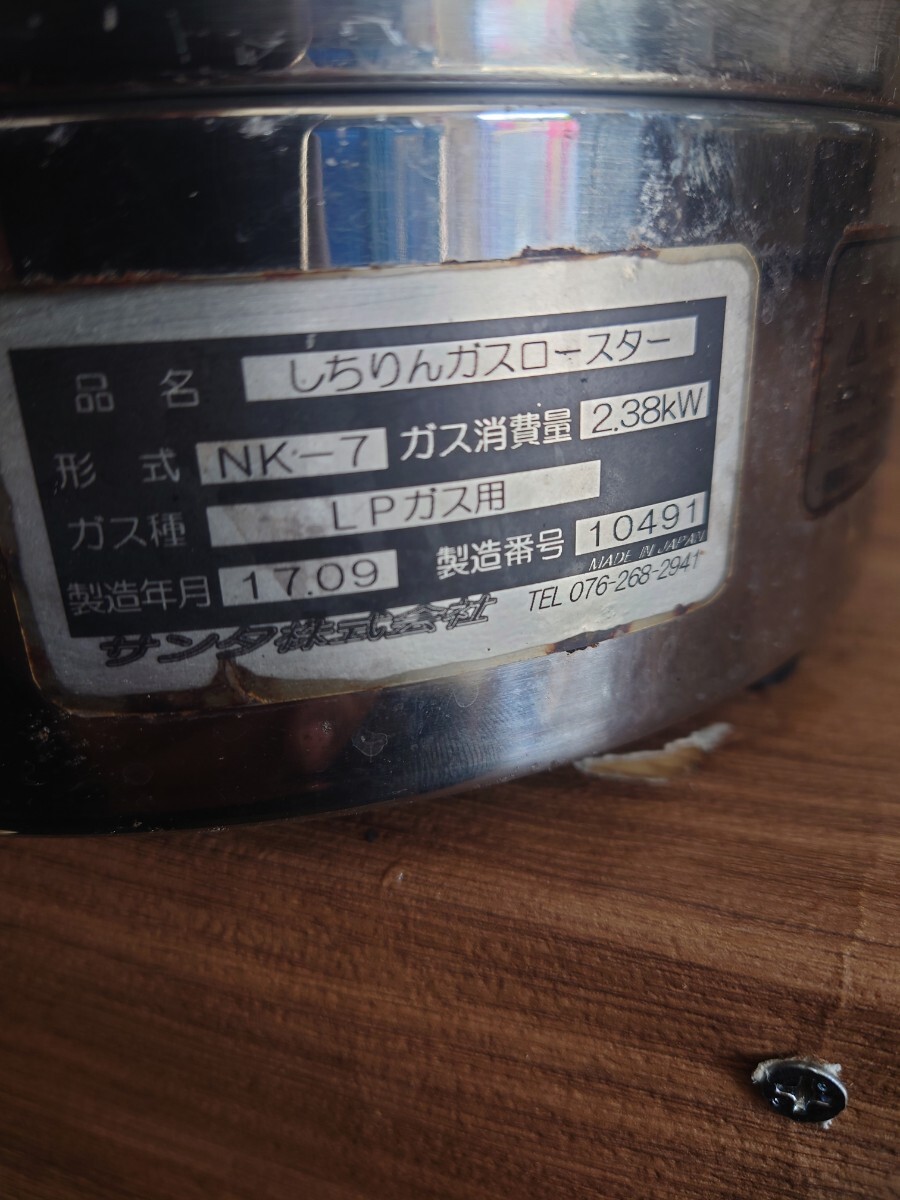 品名 しちりんガスロースター
形式 NK-7 ガス消費量 2.38kW
ガス種 LPガス用
製造年月 17.09 製造番号 10491
MADE IN JAPAN
サンタ株式会社 TEL 076-268-2941